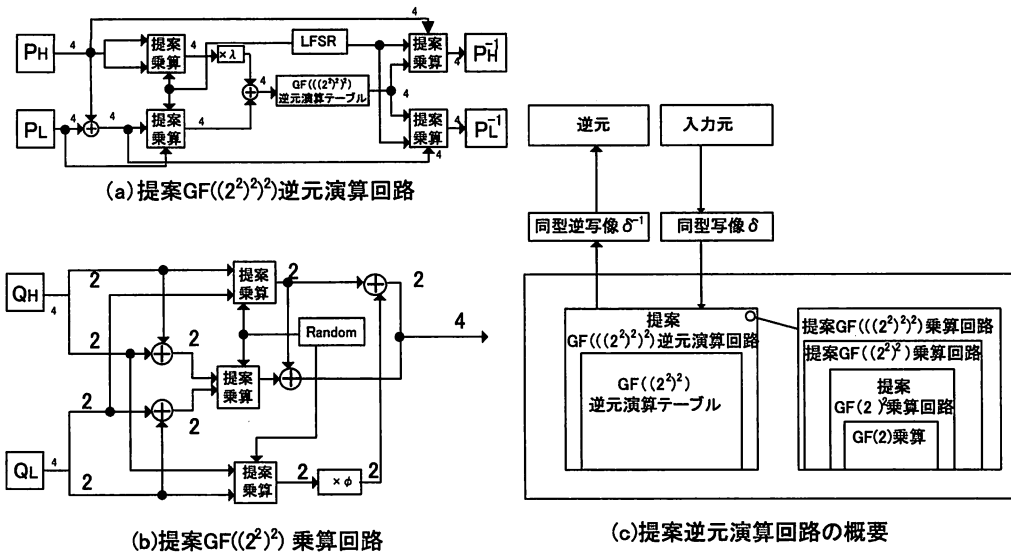 PH 4 提案乗算 4 ×λ 4 LFSR 提案乗算 4 PH⁻¹
PL 4 4 提案乗算 4 4 GF(((2²)²)²)逆元演算テーブル 4 提案乗算 4 PL⁻¹
(a)提案GF((2²)²)²)逆元演算回路
QH 4 2 2 提案乗算 2 2 4
Random
2 2 提案乗算
QL 4 2 2 2 提案乗算 2 ×φ 2
(b)提案GF((2²)²) 乗算回路
逆元
入力元
同型逆写像δ⁻¹
同型写像δ
提案
GF(((2²)²)²)逆元演算回路
GF((2²)²)
逆元演算テーブル
提案GF(((2²)²)²)乗算回路
提案GF((2²)²)乗算回路
提案
GF(2 )²乗算回路
GF(2)乗算
(c)提案逆元演算回路の概要